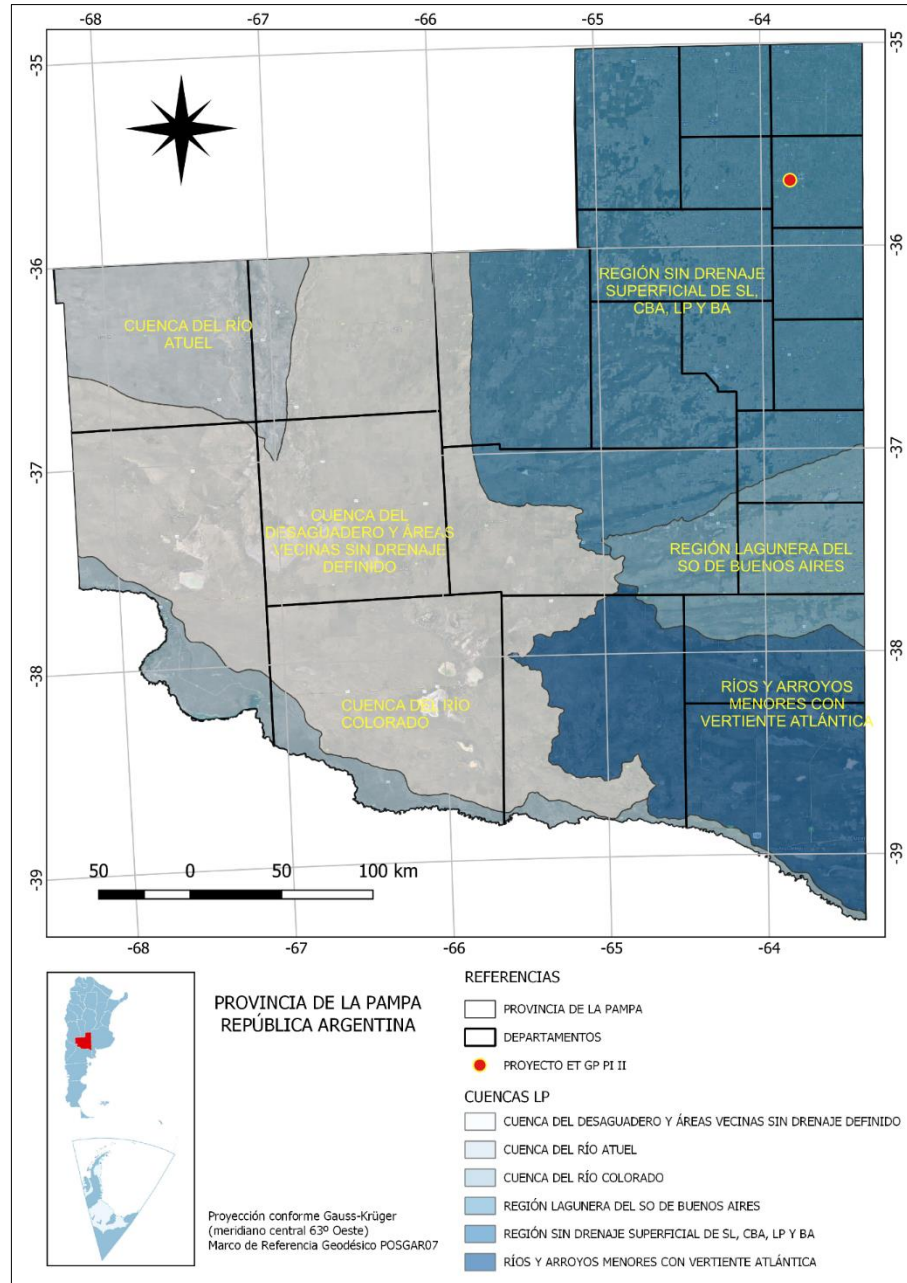 -68
-67
-66
-65
-64
-35
-35
-36
-36
-37
-37
-38
-38
-39
-39
REGIÓN SIN DRENAJE
SUPERFICIAL DE SL,
CBA, LP Y BA
CUENCA DEL RÍO
ATUEL
CUENCA DEL
DESAGUADERO Y ÁREAS
VECINAS SIN DRENAJE
DEFINIDO
REGIÓN LAGUNERA DEL
SO DE BUENOS AIRES
CUENCA DEL RÍO
COLORADO
RÍOS Y ARROYOS
MENORES CON
VERTIENTE ATLÁNTICA
50 0 50 100 km
-68
-67
-66
-65
-64
PROVINCIA DE LA PAMPA
REPÚBLICA ARGENTINA
Proyección conforme Gauss-Krüger
(meridiano central 63º Oeste)
Marco de Referencia Geodésico POSGAR07
REFERENCIAS
PROVINCIA DE LA PAMPA
DEPARTAMENTOS
PROYECTO ET GP PI II
CUENCAS LP
CUENCA DEL DESAGUADERO Y ÁREAS VECINAS SIN DRENAJE DEFINIDO
CUENCA DEL RÍO ATUEL
CUENCA DEL RÍO COLORADO
REGIÓN LAGUNERA DEL SO DE BUENOS AIRES
REGIÓN SIN DRENAJE SUPERFICIAL DE SL, CBA, LP Y BA
RÍOS Y ARROYOS MENORES CON VERTIENTE ATLÁNTICA